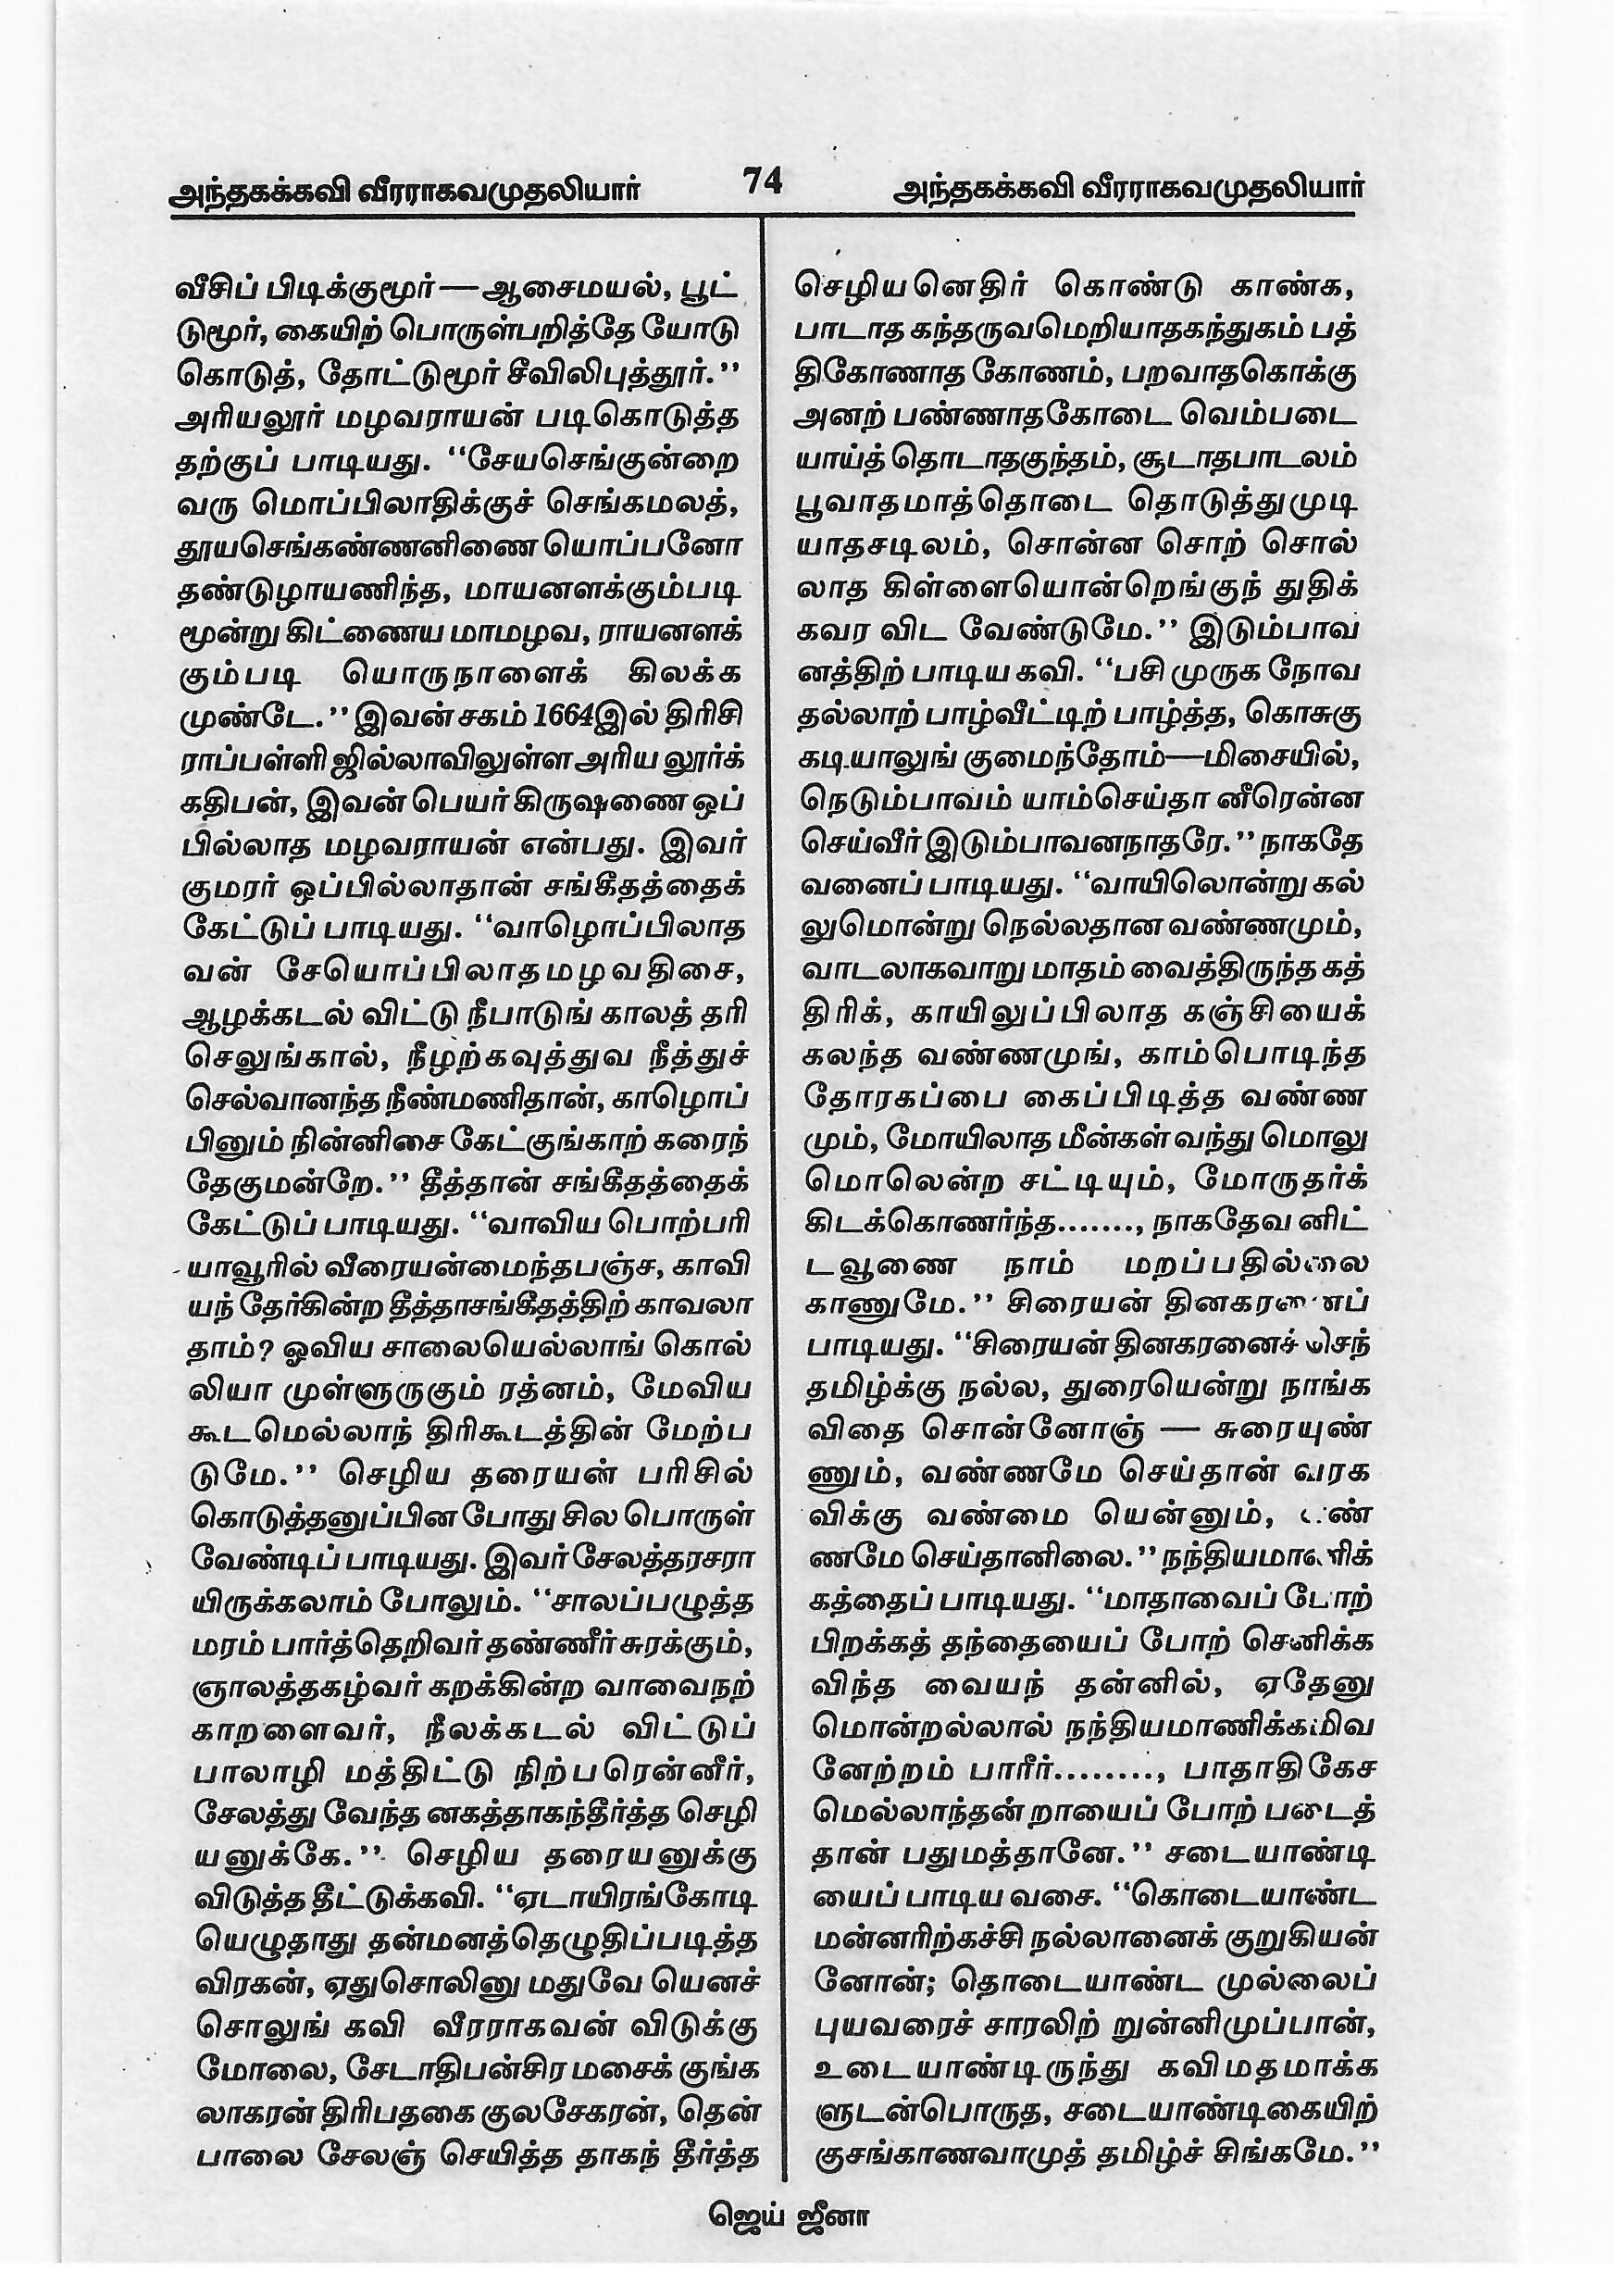 அந்தகக்கவி வீரராகவமுதலியார்
74
அந்தகக்கவி வீரராகவமுதலியார்
வீசிப் பிடிக்குமூர்—ஆசைமயல், பூட்
டுமூர், கையிற் பொருள்பறித்தே யோடு
கொடுத், தோட்டுமூர் சீவிலிபுத்தூர்.''
அரியலூர் மழவராயன் படிகொடுத்த
தற்குப் பாடியது. ''சேயசெங்குன்றை
வரு மொப்பிலாதிக்குச் செங்கமலத்,
தூயசெங்கண்ணனிணை யொப்பனோ
தண்டுழாயணிந்த, மாயனளக்கும்படி
மூன்று கிட்ணைய மாமழவ, ராயனளக்
கும்படி யொருநாளைக் கிலக்க
முண்டே.'' இவன் சகம் 1664இல் திரிசி
ராப்பள்ளி ஜில்லாவிலுள்ள அரிய லூர்க்
கதிபன், இவன் பெயர் கிருஷணை ஒப்
பில்லாத மழவராயன் என்பது. இவர்
குமரர் ஒப்பில்லாதான் சங்கீதத்தைக்
கேட்டுப் பாடியது. ''வாழொப்பிலாத
வன் சேயொப்பிலாதமழவதிசை,
ஆழக்கடல் விட்டு நீபாடுங் காலத் தரி
செலுங்கால், நீழற்கவுத்துவ நீத்துச்
செல்வானந்த நீண்மணிதான், காழொப்
பினும் நின்னிசை கேட்குங்காற் கரைந்
தேகுமன்றே.'' தீத்தான் சங்கீதத்தைக்
கேட்டுப் பாடியது. ''வாவிய பொற்பரி
யாவூரில் வீரையன்மைந்தபஞ்ச, காவி
யந் தேர்கின்ற தீத்தாசங்கீதத்திற் காவலா
தாம்? ஓவிய சாலையெல்லாங் கொல்
லியா முள்ளுருகும் ரத்னம், மேவிய
கூடமெல்லாந் திரிகூடத்தின் மேற்ப
டுமே.'' செழிய தரையன் பரிசில்
கொடுத்தனுப்பின போது சில பொருள்
வேண்டிப் பாடியது. இவர் சேலத்தரசரா
யிருக்கலாம் போலும். ''சாலப்பழுத்த
மரம் பார்த்தெறிவர் தண்ணீர் சுரக்கும்,
ஞாலத்தகழ்வர் கறக்கின்ற வாவைநற்
காறளைவர், நீலக்கடல் விட்டுப்
பாலாழி மத்திட்டு நிற்பரென்னீர்,
சேலத்து வேந்த னகத்தாகந்தீர்த்த செழி
யனுக்கே.'' செழிய தரையனுக்கு
விடுத்த தீட்டுக்கவி. ''ஏடாயிரங்கோடி
யெழுதாது தன்மனத்தெழுதிப்படித்த
விரகன், ஏதுசொலினு மதுவே யெனச்
சொலுங் கவி வீரராகவன் விடுக்கு
மோலை, சேடாதிபன்சிர மசைக் குங்க
லாகரன் திரிபதகை குலசேகரன், தென்
பாலை சேலஞ் செயித்த தாகந் தீர்த்த
செழியனெதிர் கொண்டு காண்க,
பாடாத கந்தருவமெறியாதகந்துகம் பத்
திகோணாத கோணம், பறவாதகொக்கு
அனற் பண்ணாதகோடை வெம்படை
யாய்த் தொடாதகுந்தம், சூடாதபாடலம்
பூவாதமாத்தொடை தொடுத்துமுடி
யாதசடிலம், சொன்ன சொற் சொல்
லாத கிள்ளையொன்றெங்குந் துதிக்
கவர விட வேண்டுமே.'' இடும்பாவ
னத்திற் பாடிய கவி. ''பசி முருக நோவ
தல்லாற் பாழ்வீட்டிற் பாழ்த்த, கொசுகு
கடியாலுங் குமைந்தோம்—மிசையில்,
நெடும்பாவம் யாம்செய்தா னீரென்ன
செய்வீர் இடும்பாவனநாதரே.'' நாகதே
வனைப் பாடியது. ''வாயிலொன்று கல்
லுமொன்று நெல்லதான வண்ணமும்,
வாடலாகவாறு மாதம் வைத்திருந்த கத்
திரிக், காயிலுப்பிலாத கஞ்சியைக்
கலந்த வண்ணமுங், காம்பொடிந்த
தோரகப்பை கைப்பிடித்த வண்ண
மும், மோயிலாத மீன்கள் வந்து மொலு
மொலென்ற சட்டியும், மோருதர்க்
கிடக்கொணர்ந்த......., நாகதேவ னிட்
டவூணை நாம் மறப்பதில்லை
காணுமே.'' சிரையன் தினகரனைப்
பாடியது. ''சிரையன் தினகரனைச் செந்
தமிழ்க்கு நல்ல, துரையென்று நாங்க
விதை சொன்னோஞ் — சுரையுண்
ணும், வண்ணமே செய்தான் வரக
விக்கு வண்மை யென்னும், வண்
ணமே செய்தானிலை.'' நந்தியமாணிக்
கத்தைப் பாடியது. ''மாதாவைப் போற்
பிறக்கத் தந்தையைப் போற் செனிக்க
விந்த வையந் தன்னில், ஏதேனு
மொன்றல்லால் நந்தியமாணிக்கமிவ
னேற்றம் பாரீர்........, பாதாதிகேச
மெல்லாந்தன் றாயைப் போற் படைத்
தான் பதுமத்தானே.'' சடையாண்டி
யைப் பாடிய வசை. ''கொடையாண்ட
மன்னரிற்கச்சி நல்லானைக் குறுகியன்
னோன்; தொடையாண்ட முல்லைப்
புயவரைச் சாரலிற் றுன்னிமுப்பான்,
உடையாண்டிருந்து கவிமதமாக்க
ளுடன்பொருத, சடையாண்டிகையிற்
குசங்காணவாமுத் தமிழ்ச் சிங்கமே.''
ஜெய் ஜீனா